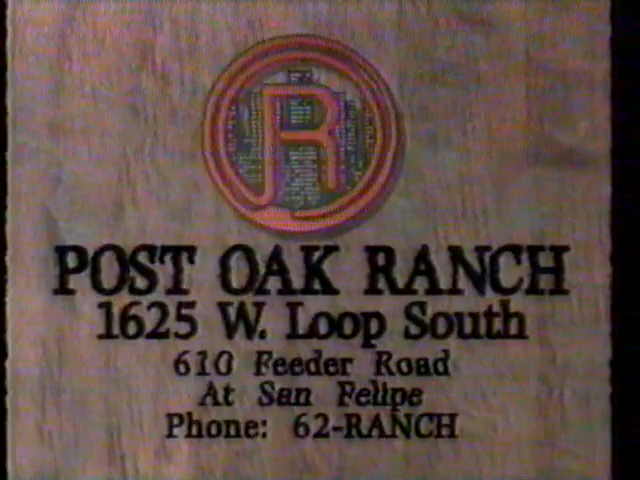 R
POST OAK RANCH
1625 W. Loop South
610 Feeder Road
At San Felipe
Phone: 62-RANCH